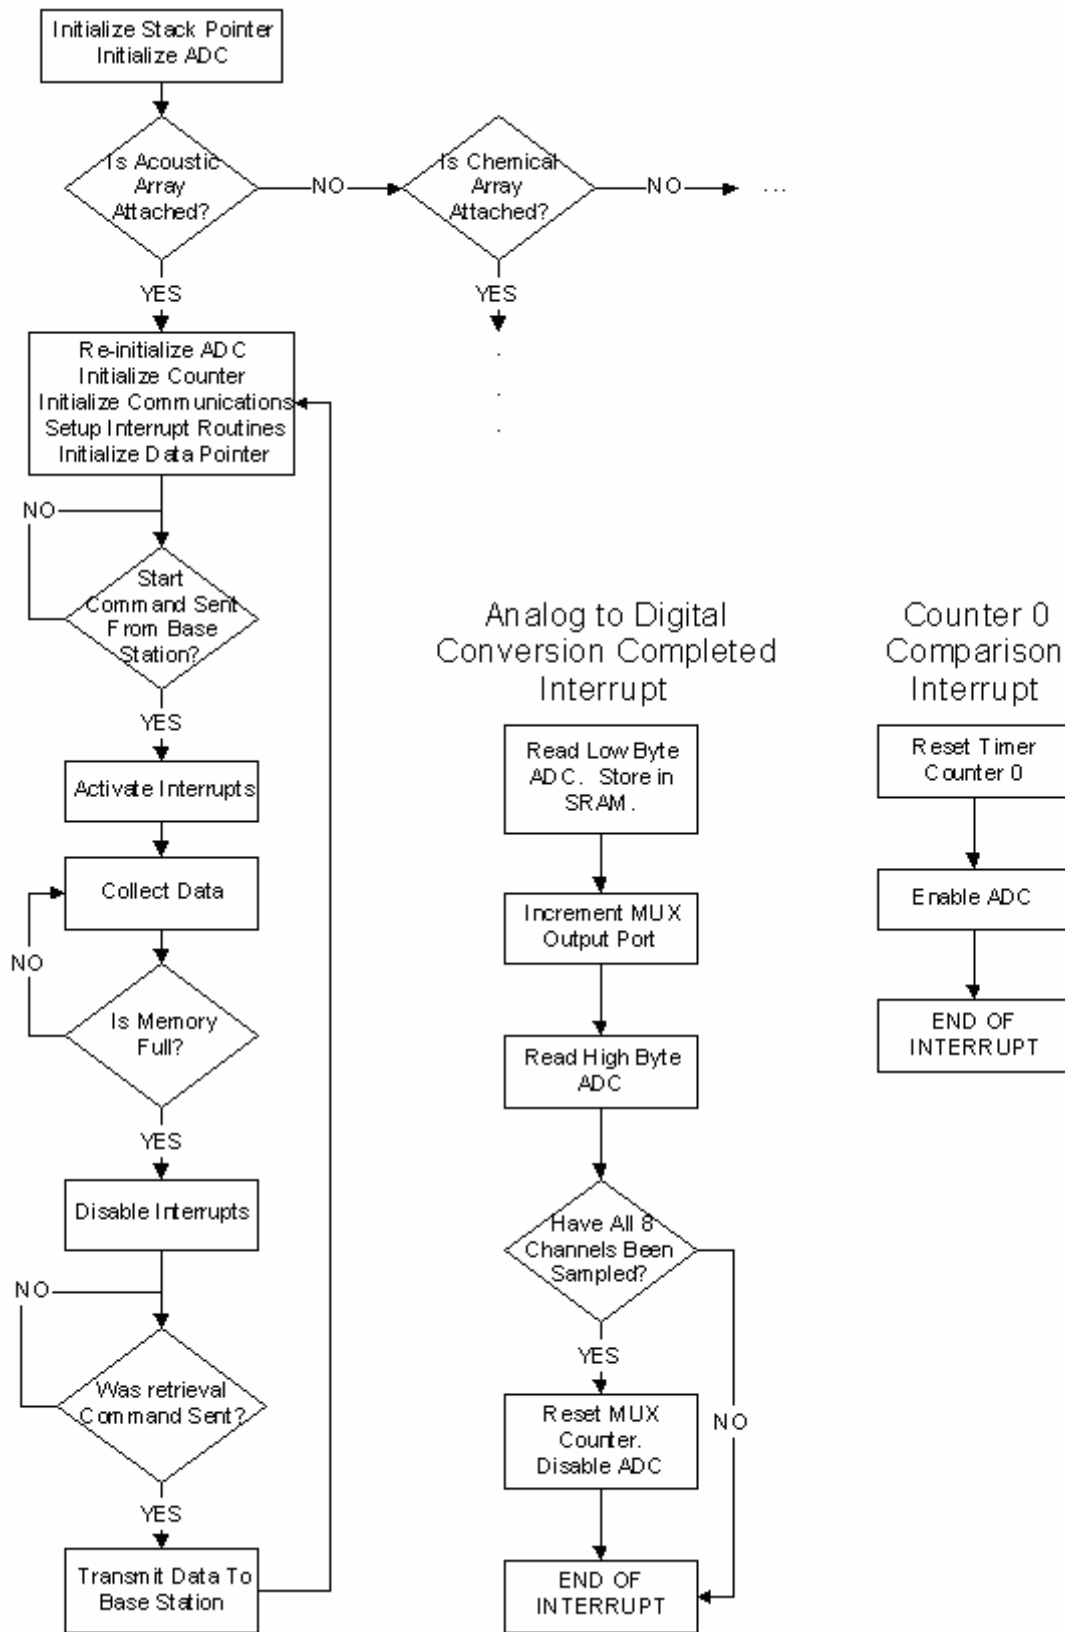 Initialize Stack Pointer
Initialize ADC
Is Acoustic
Array
Attached?
NO
Is Chemical
Array
Attached?
NO
...
YES
YES
Re-initialize ADC
Initialize Counter
Initialize Communications
Setup Interrupt Routines
Initialize Data Pointer
.
.
.
NO
Start
Command Sent
From Base
Station?
YES
Activate Interrupts
Collect Data
NO
Is Memory
Full?
YES
Disable Interrupts
NO
Was retrieval
Command Sent?
YES
Transmit Data To
Base Station
Analog to Digital
Conversion Completed
Interrupt
Read Low Byte
ADC. Store in
SRAM.
Increment MUX
Output Port
Read High Byte
ADC
Have All 8
Channels Been
Sampled?
YES
NO
Reset MUX
Counter.
Disable ADC
END OF
INTERRUPT
Counter 0
Comparison
Interrupt
Reset Timer
Counter 0
Enable ADC
END OF
INTERRUPT